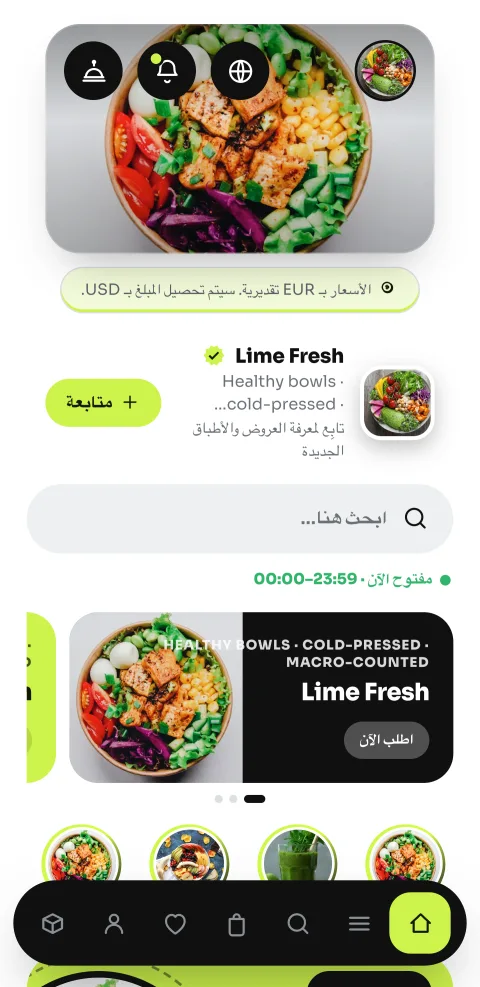 الأسعار بـ EUR تقديرية. سيتم تحصيل المبلغ بـ USD.
Lime Fresh
Healthy bowls ·
cold-pressed ·...
تابِع لمعرفة العروض والأطباق
الجديدة
متابعة
ابحث هنا...
مفتوح الآن · 00:00–23:59
HEALTHY BOWLS · COLD-PRESSED ·
MACRO-COUNTED
Lime Fresh
اطلب الآن